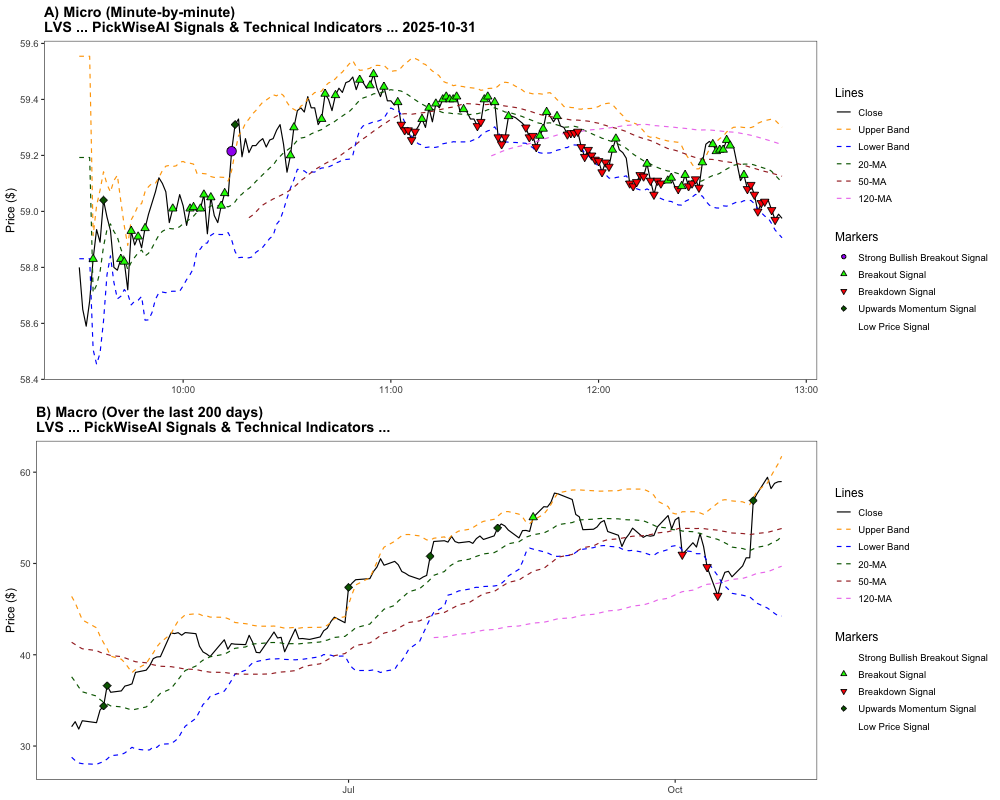 A) Micro (Minute-by-minute)
LVS ... PickWiseAI Signals & Technical Indicators ... 2025-10-31
59.6
59.4
59.2
59.0
58.8
58.6
58.4
Price ($)
10:00
11:00
12:00
13:00
Lines
Close
Upper Band
Lower Band
20-MA
50-MA
120-MA
Markers
Strong Bullish Breakout Signal
Breakout Signal
Breakdown Signal
Upwards Momentum Signal
Low Price Signal
B) Macro (Over the last 200 days)
LVS ... PickWiseAI Signals & Technical Indicators ...
60
50
40
30
Price ($)
Jul
Oct
Lines
Close
Upper Band
Lower Band
20-MA
50-MA
120-MA
Markers
Strong Bullish Breakout Signal
Breakout Signal
Breakdown Signal
Upwards Momentum Signal
Low Price Signal